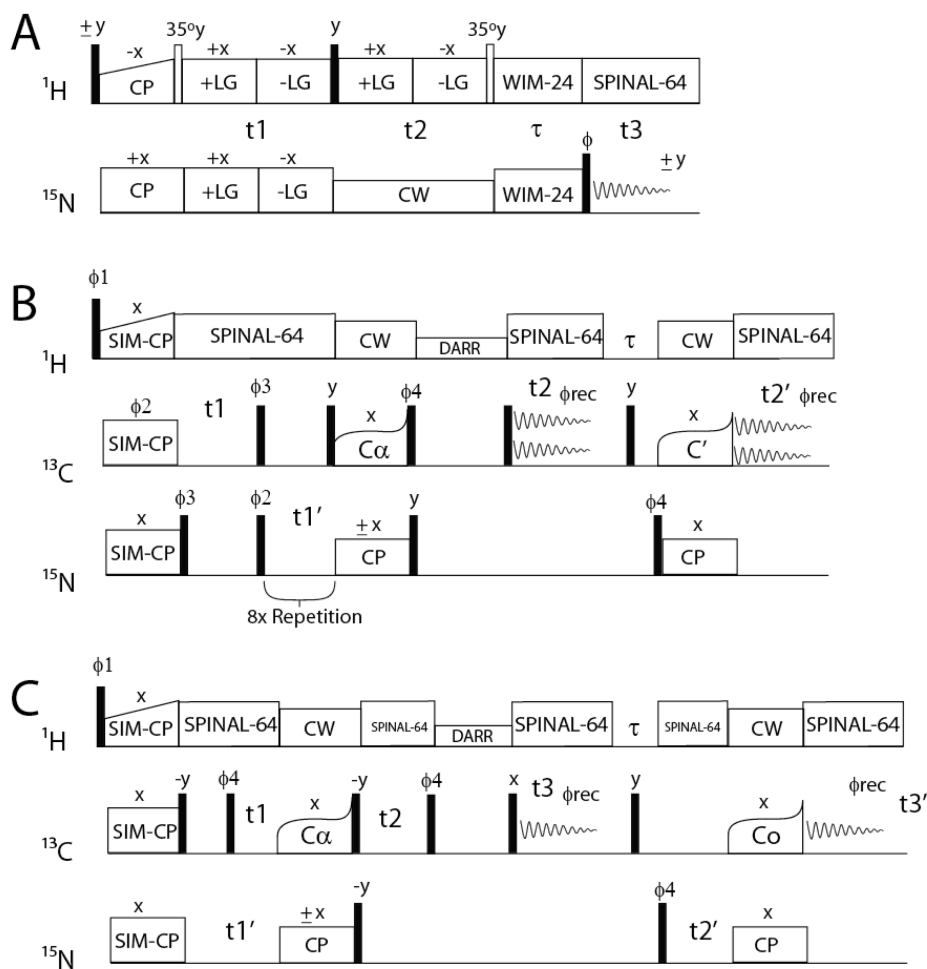 A
± y
-x
35ºy
+x
-x
y
+x
-x
35ºy
¹H
CP
+LG
-LG
+LG
-LG
WIM-24
SPINAL-64
t1
t2
τ
t3
+x
+x
-x
ϕ
± y
¹⁵N
CP
+LG
-LG
CW
WIM-24
B
ϕ1
x
¹H
SIM-CP
SPINAL-64
CW
DARR
SPINAL-64
τ
CW
SPINAL-64
ϕ2
t1
ϕ3
y
x
ϕ4
t2
ϕrec
y
x
t2'
ϕrec
¹³C
SIM-CP
Cα
C'
x
ϕ3
ϕ2
t1'
± x
y
ϕ4
x
¹⁵N
SIM-CP
CP
CP
8x Repetition
C
ϕ1
x
¹H
SIM-CP
SPINAL-64
CW
SPINAL-64
DARR
SPINAL-64
τ
SPINAL-64
CW
SPINAL-64
x
-y
ϕ4
t1
x
-y
t2
ϕ4
x
t3
ϕrec
y
x
ϕrec
t3'
¹³C
SIM-CP
Cα
Co
x
t1'
± x
-y
ϕ4
t2'
x
¹⁵N
SIM-CP
CP
CP